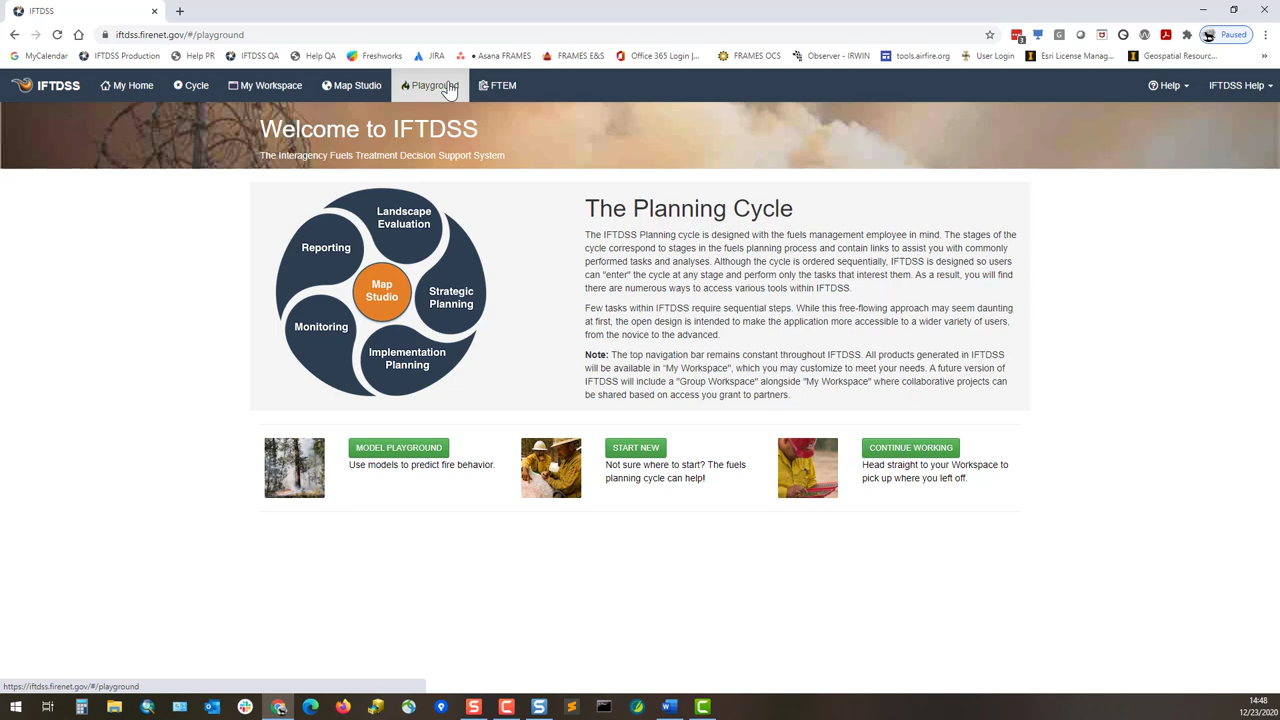 IFTDSS
iftdss.firenet.gov/#/playground
Paused
MyCalendar
IFTDSS Production
Help PR
IFTDSS QA
Help QA
Freshworks
JIRA
Asana FRAMES
FRAMES E&S
Office 365 Login |...
FRAMES OCS
Observer - IRWIN
tools.airfire.org
User Login
Esri License Manag...
Geospatial Resourc...
IFTDSS
My Home
Cycle
My Workspace
Map Studio
Playground
FTEM
Help
IFTDSS Help
Welcome to IFTDSS
The Interagency Fuels Treatment Decision Support System
Landscape
Evaluation
Reporting
Map
Studio
Strategic
Planning
Monitoring
Implementation
Planning
The Planning Cycle
The IFTDSS Planning cycle is designed with the fuels management employee in mind. The stages of the
cycle correspond to stages in the fuels planning process and contain links to assist you with commonly
performed tasks and analyses. Although the cycle is ordered sequentially, IFTDSS is designed so users
can "enter" the cycle at any stage and perform only the tasks that interest them. As a result, you will find
there are numerous ways to access various tools within IFTDSS.
Few tasks within IFTDSS require sequential steps. While this free-flowing approach may seem daunting
at first, the open design is intended to make the application more accessible to a wider variety of users,
from the novice to the advanced.
Note: The top navigation bar remains constant throughout IFTDSS. All products generated in IFTDSS
will be available in "My Workspace", which you may customize to meet your needs. A future version of
IFTDSS will include a "Group Workspace" alongside "My Workspace" where collaborative projects can
be shared based on access you grant to partners.
MODEL PLAYGROUND
Use models to predict fire behavior.
START NEW
Not sure where to start? The fuels
planning cycle can help!
CONTINUE WORKING
Head straight to your Workspace to
pick up where you left off.
https://iftdss.firenet.gov/#/playground
14:48
12/23/2020